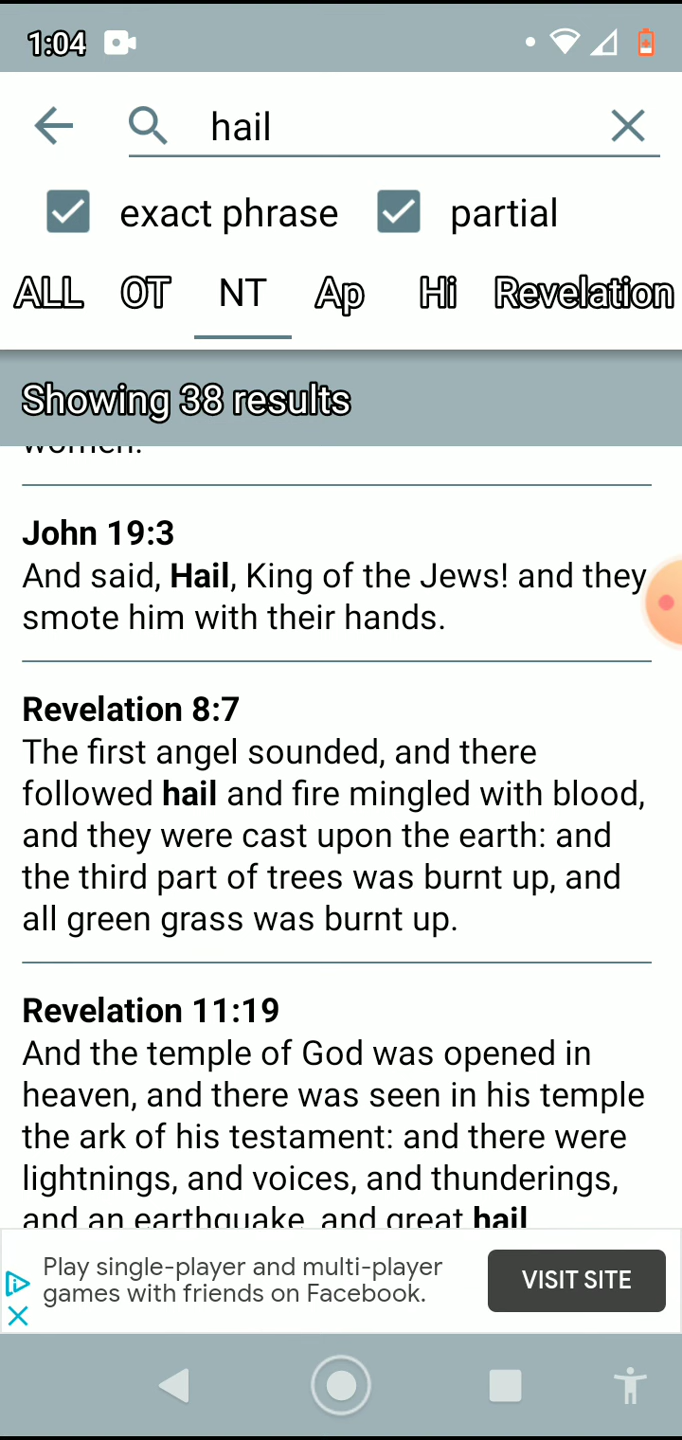 1:04
hail
exact phrase partial
ALL OT NT Ap Hi Revelation
Showing 38 results
women.
John 19:3
And said, Hail, King of the Jews! and they
smote him with their hands.
Revelation 8:7
The first angel sounded, and there
followed hail and fire mingled with blood,
and they were cast upon the earth: and
the third part of trees was burnt up, and
all green grass was burnt up.
Revelation 11:19
And the temple of God was opened in
heaven, and there was seen in his temple
the ark of his testament: and there were
lightnings, and voices, and thunderings,
and an earthquake, and great hail
Play single-player and multi-player
games with friends on Facebook.
VISIT SITE